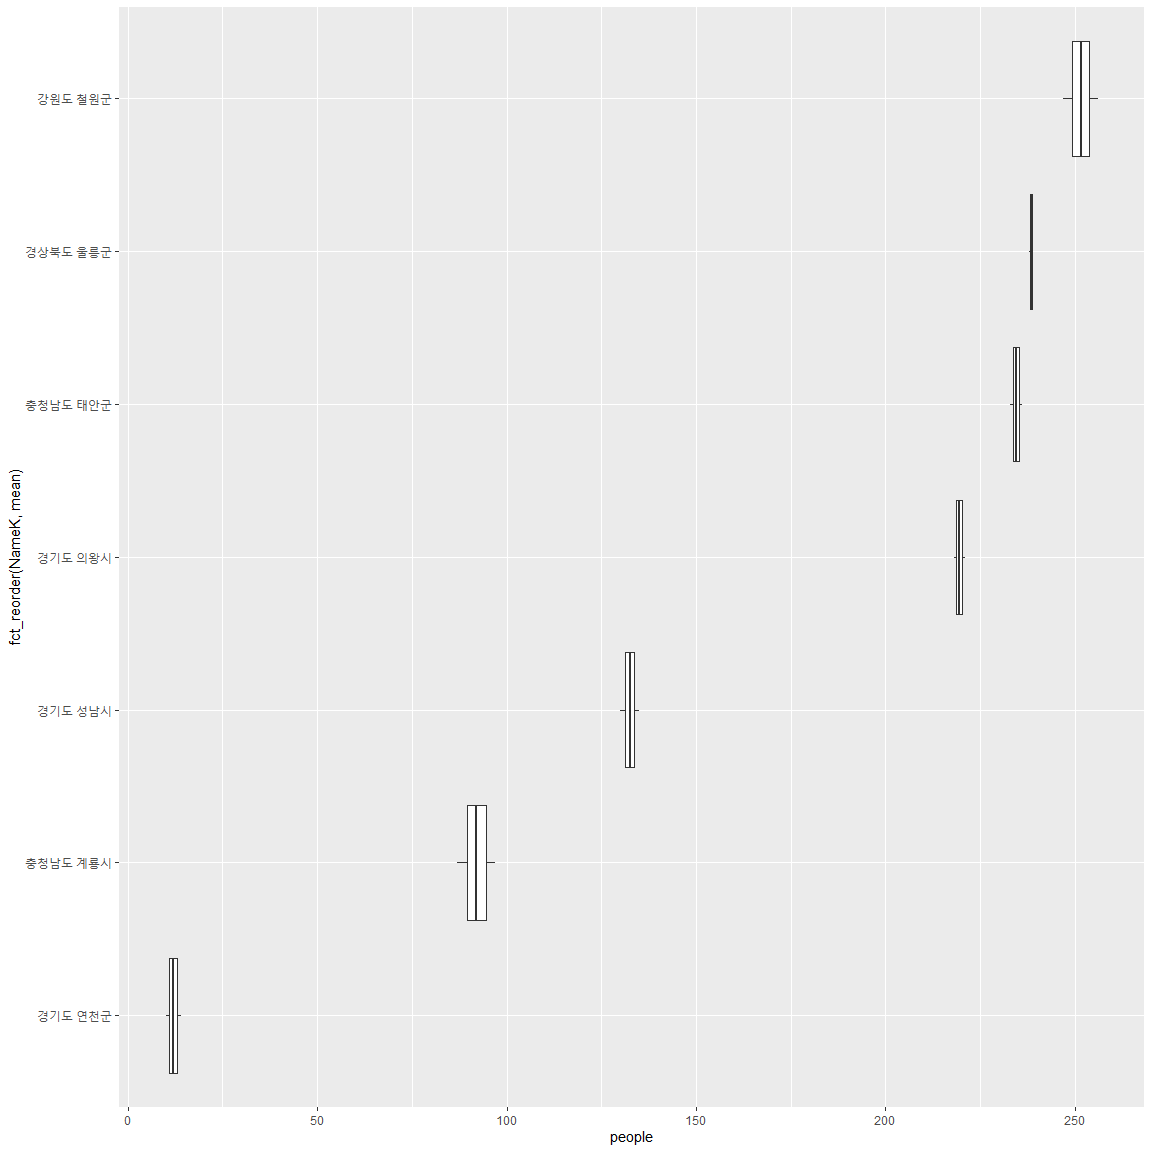 강원도 철원군
경상북도 울릉군
충청남도 태안군
경기도 의왕시
경기도 성남시
충청남도 계룡시
경기도 연천군
fct_reorder(NameK, mean)
0 50 100 150 200 250
people